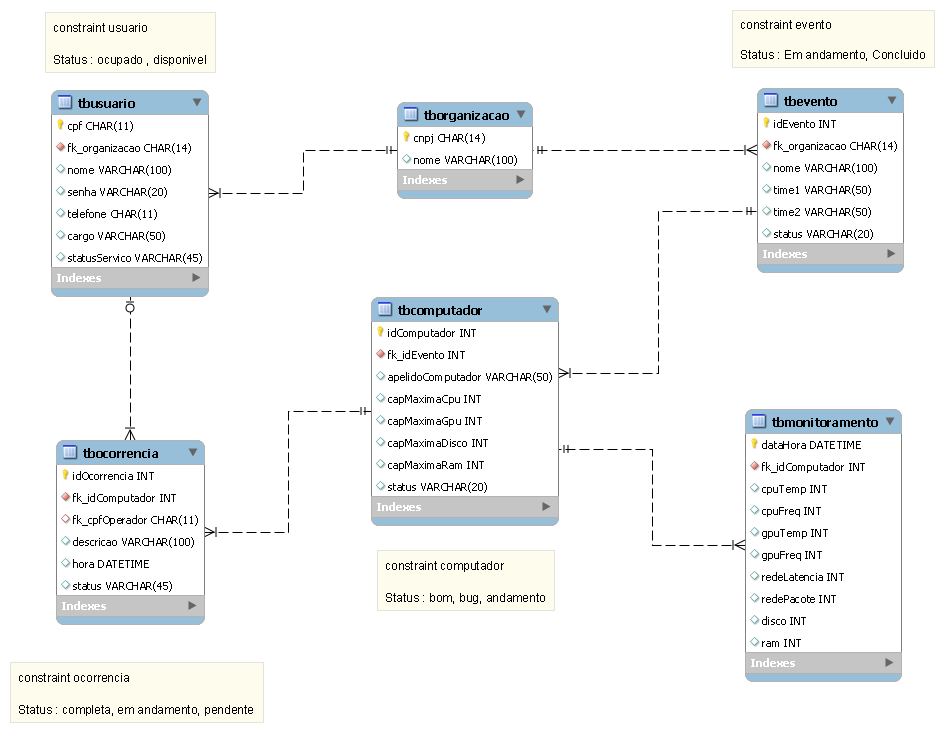 constraint usuario
Status : ocupado , disponivel
constraint evento
Status : Em andamento, Concluido
tbusuario
cpf CHAR(11)
fk_organizacao CHAR(14)
nome VARCHAR(100)
senha VARCHAR(20)
telefone CHAR(11)
cargo VARCHAR(50)
statusServico VARCHAR(45)
Indexes
tborganizacao
cnpj CHAR(14)
nome VARCHAR(100)
Indexes
tbevento
idEvento INT
fk_organizacao CHAR(14)
nome VARCHAR(100)
time1 VARCHAR(50)
time2 VARCHAR(50)
status VARCHAR(20)
Indexes
tbcomputador
idComputador INT
fk_idEvento INT
apelidoComputador VARCHAR(50)
capMaximaCpu INT
capMaximaGpu INT
capMaximaDisco INT
capMaximaRam INT
status VARCHAR(20)
Indexes
tbocorrencia
idOcorrencia INT
fk_idComputador INT
fk_cpfOperador CHAR(11)
descricao VARCHAR(100)
hora DATETIME
status VARCHAR(45)
Indexes
tbmonitoramento
dataHora DATETIME
fk_idComputador INT
cpuTemp INT
cpuFreq INT
gpuTemp INT
gpuFreq INT
redeLatencia INT
redePacote INT
disco INT
ram INT
Indexes
constraint computador
Status : bom, bug, andamento
constraint ocorrencia
Status : completa, em andamento, pendente